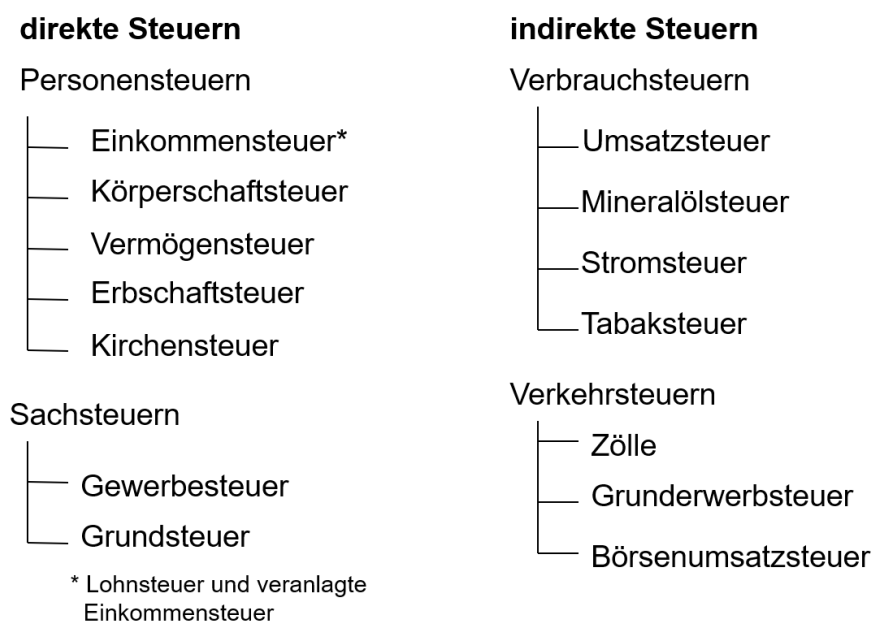 direkte Steuern
Personensteuern
Einkommensteuer*
Körperschaftsteuer
Vermögensteuer
Erbschaftsteuer
Kirchensteuer
Sachsteuern
Gewerbesteuer
Grundsteuer
* Lohnsteuer und veranlagte
Einkommensteuer
indirekte Steuern
Verbrauchsteuern
Umsatzsteuer
Mineralölsteuer
Stromsteuer
Tabaksteuer
Verkehrsteuern
Zölle
Grunderwerbsteuer
Börsenumsatzsteuer